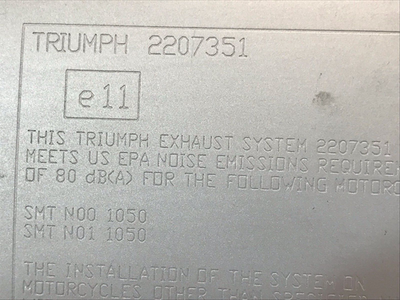 TRIUMPH 2207351
e11
THIS TRIUMPH EXHAUST SYSTEM 2207351
MEETS US EPA NOISE EMISSIONS
OF 80 dB(A) FOR THE FOLLOWING
SMT N00 1050
SMT N01 1050
THE INSTALLATION OF THE SYSTEM ON
MOTORCYCLES OTHER THAN